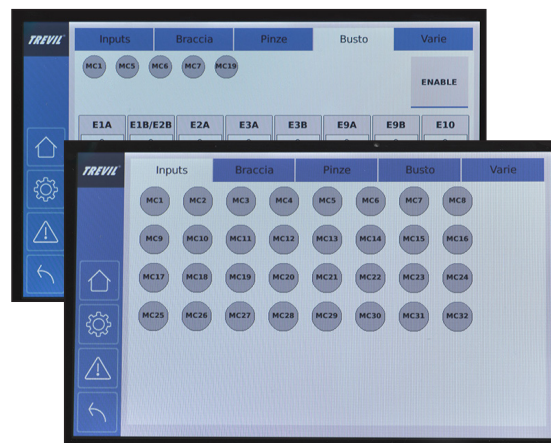 TREVIL Inputs Braccia Pinze Busto Varie
MC1 MC5 MC6 MC7 MC19
ENABLE
E1A E1B/E2B E2A E3A E3B E9A E9B E10
TREVIL Inputs Braccia Pinze Busto Varie
MC1 MC2 MC3 MC4 MC5 MC6 MC7 MC8
MC9 MC10 MC11 MC12 MC13 MC14 MC15 MC16
MC17 MC18 MC19 MC20 MC21 MC22 MC23 MC24
MC25 MC26 MC27 MC28 MC29 MC30 MC31 MC32